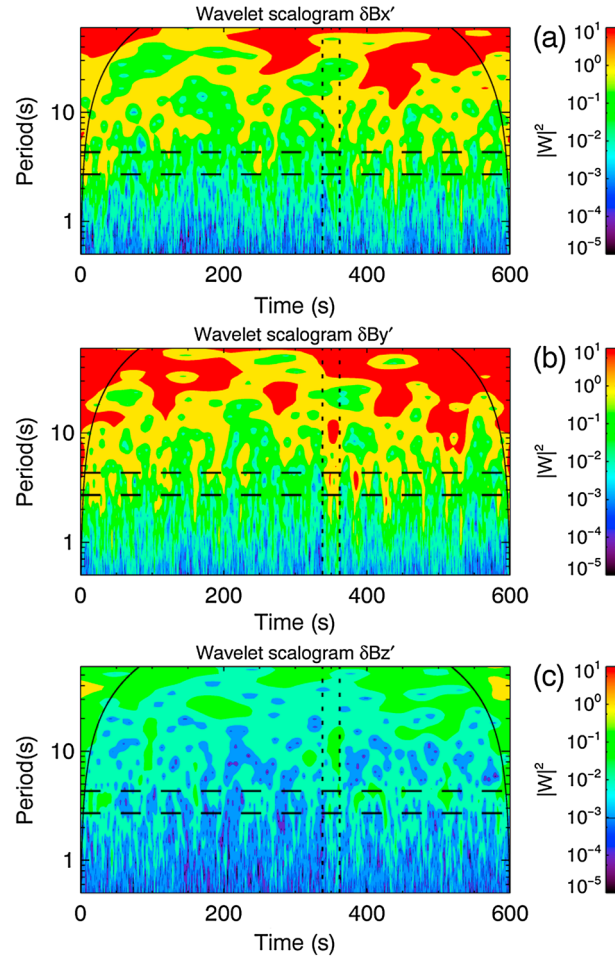 Wavelet scalogram δBx′
(a)
10¹
10⁰
10⁻¹
10⁻²
10⁻³
10⁻⁴
10⁻⁵
|W|²
Period(s)
10
1
0 200 400 600
Time (s)
Wavelet scalogram δBy′
(b)
10¹
10⁰
10⁻¹
10⁻²
10⁻³
10⁻⁴
10⁻⁵
|W|²
Period(s)
10
1
0 200 400 600
Time (s)
Wavelet scalogram δBz′
(c)
10¹
10⁰
10⁻¹
10⁻²
10⁻³
10⁻⁴
10⁻⁵
|W|²
Period(s)
10
1
0 200 400 600
Time (s)